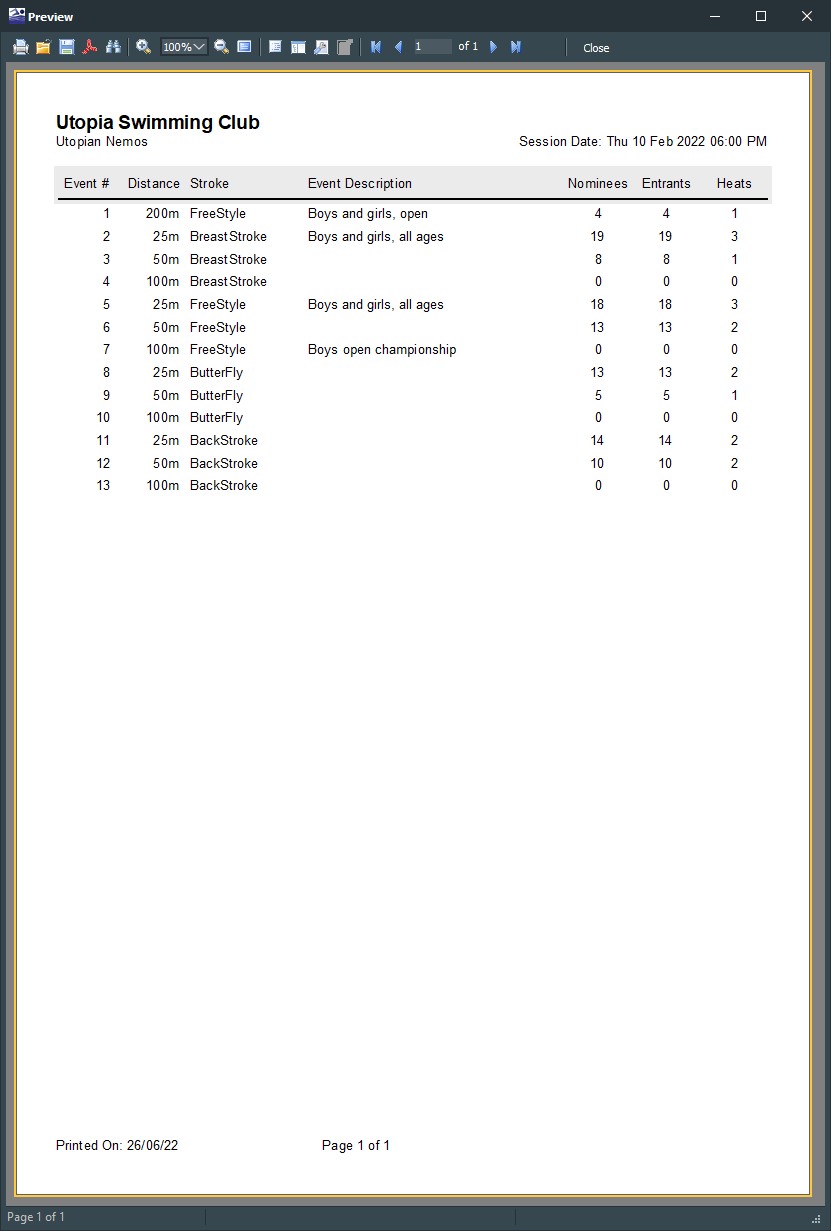 Preview
100%
1 of 1
Close
Utopia Swimming Club
Utopian Nemos Session Date: Thu 10 Feb 2022 06:00 PM
Event # Distance Stroke Event Description Nominees Entrants Heats
1 200m FreeStyle Boys and girls, open 4 4 1
2 25m BreastStroke Boys and girls, all ages 19 19 3
3 50m BreastStroke 8 8 1
4 100m BreastStroke 0 0 0
5 25m FreeStyle Boys and girls, all ages 18 18 3
6 50m FreeStyle 13 13 2
7 100m FreeStyle Boys open championship 0 0 0
8 25m ButterFly 13 13 2
9 50m ButterFly 5 5 1
10 100m ButterFly 0 0 0
11 25m BackStroke 14 14 2
12 50m BackStroke 10 10 2
13 100m BackStroke 0 0 0
Printed On: 26/06/22 Page 1 of 1
Page 1 of 1